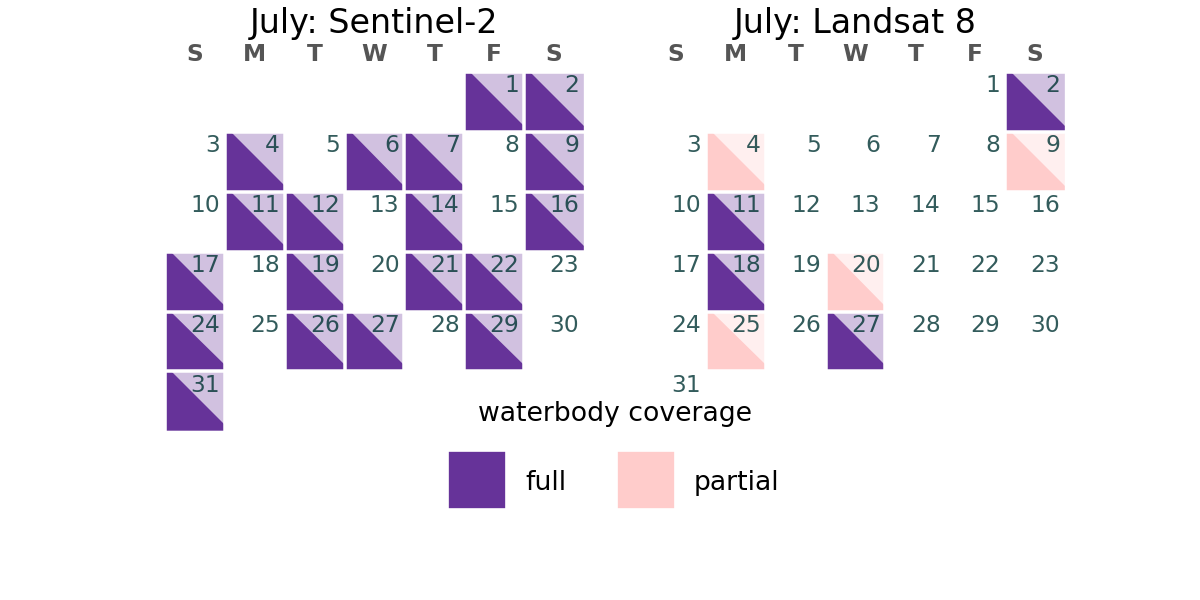 July: Sentinel-2
S M T W T F S
1 2
3 4 5 6 7 8 9
10 11 12 13 14 15 16
17 18 19 20 21 22 23
24 25 26 27 28 29 30
31
July: Landsat 8
S M T W T F S
1 2
3 4 5 6 7 8 9
10 11 12 13 14 15 16
17 18 19 20 21 22 23
24 25 26 27 28 29 30
31
waterbody coverage
full partial